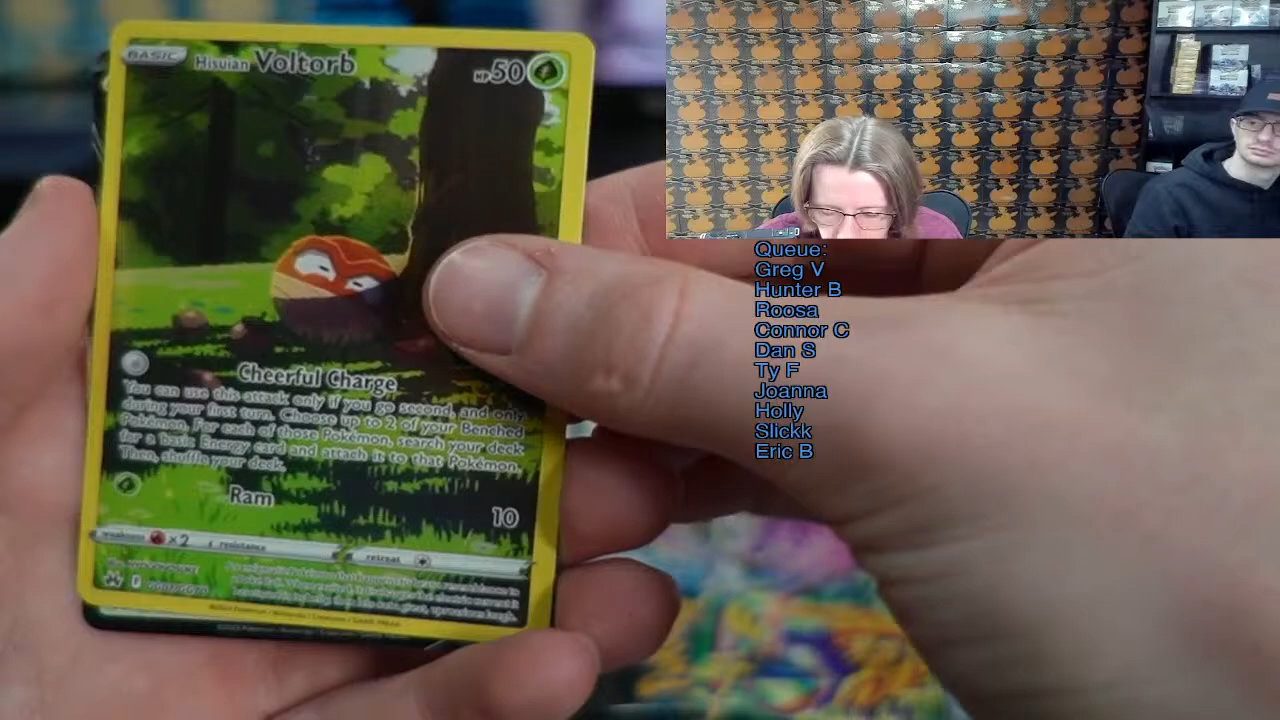 BASIC Hisuian Voltorb HP 50
Cheerful Charge
You can use this attack only if you go second, and only
during your first turn. Choose up to 2 of your Benched
Pokémon. For each of those Pokémon, search your deck
for a basic Energy card and attach it to that Pokémon.
Then, shuffle your deck.
Ram 10
weakness ×2 resistance retreat
Queue:
Greg V
Hunter B
Roosa
Connor C
Dan S
Ty F
Joanna
Holly
Slickk
Eric B